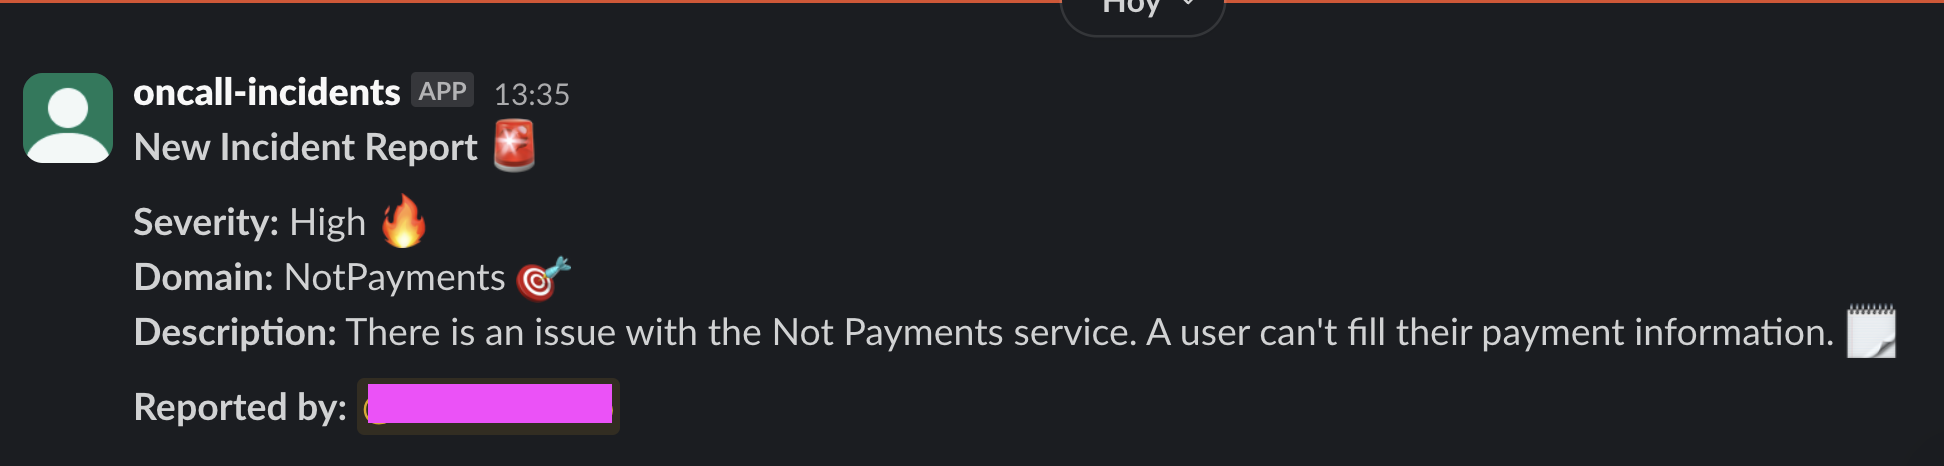 Hoy
oncall-incidents APP 13:35
New Incident Report
Severity: High
Domain: NotPayments
Description: There is an issue with the Not Payments service. A user can't fill their payment information.
Reported by: